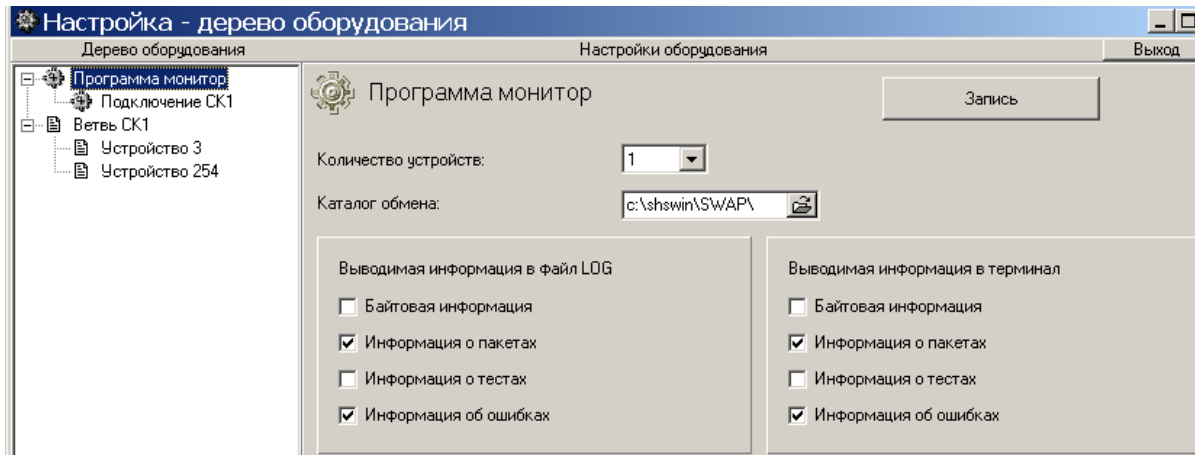 Настройка - дерево оборудования
Дерево оборудования Настройки оборудования Выход
Программа монитор
Подключение СК1
Ветвь СК1
Устройство 3
Устройство 254
Программа монитор Запись
Количество устройств: 1
Каталог обмена: c:\shswin\SWAP\
Выводимая информация в файл LOG
Байтовая информация
Информация о пакетах
Информация о тестах
Информация об ошибках
Выводимая информация в терминал
Байтовая информация
Информация о пакетах
Информация о тестах
Информация об ошибках